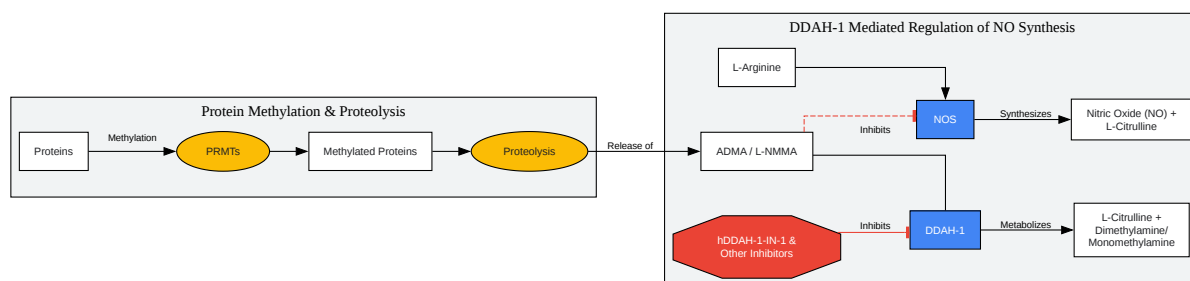 DDAH-1 Mediated Regulation of NO Synthesis
L-Arginine
Protein Methylation & Proteolysis
NOS
Synthesizes
Nitric Oxide (NO) +
L-Citrulline
Inhibits
Proteins
Methylation
PRMTs
Methylated Proteins
Proteolysis
Release of
ADMA / L-NMMA
hDDAH-1-IN-1 &
Other Inhibitors
Inhibits
DDAH-1
Metabolizes
L-Citrulline +
Dimethylamine/
Monomethylamine